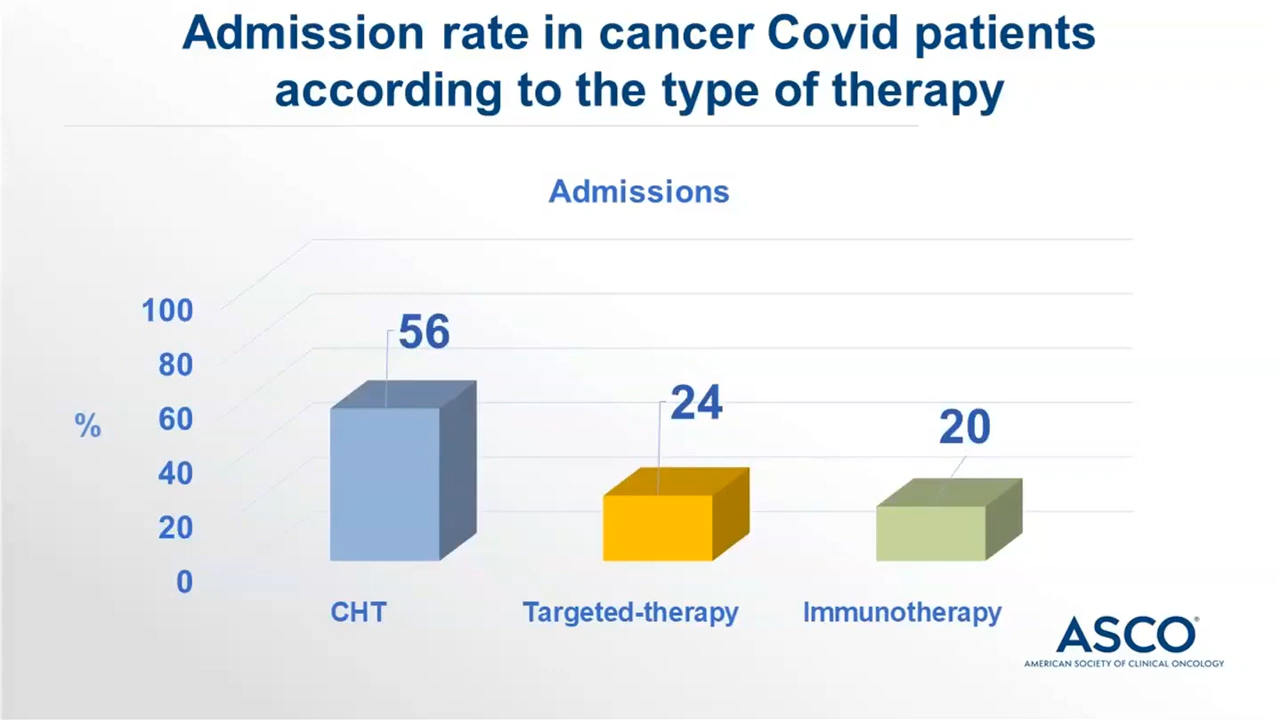 Admission rate in cancer Covid patients
according to the type of therapy
Admissions
100
80
60
40
20
0
%
56
24
20
CHT
Targeted-therapy
Immunotherapy
ASCO®
AMERICAN SOCIETY OF CLINICAL ONCOLOGY